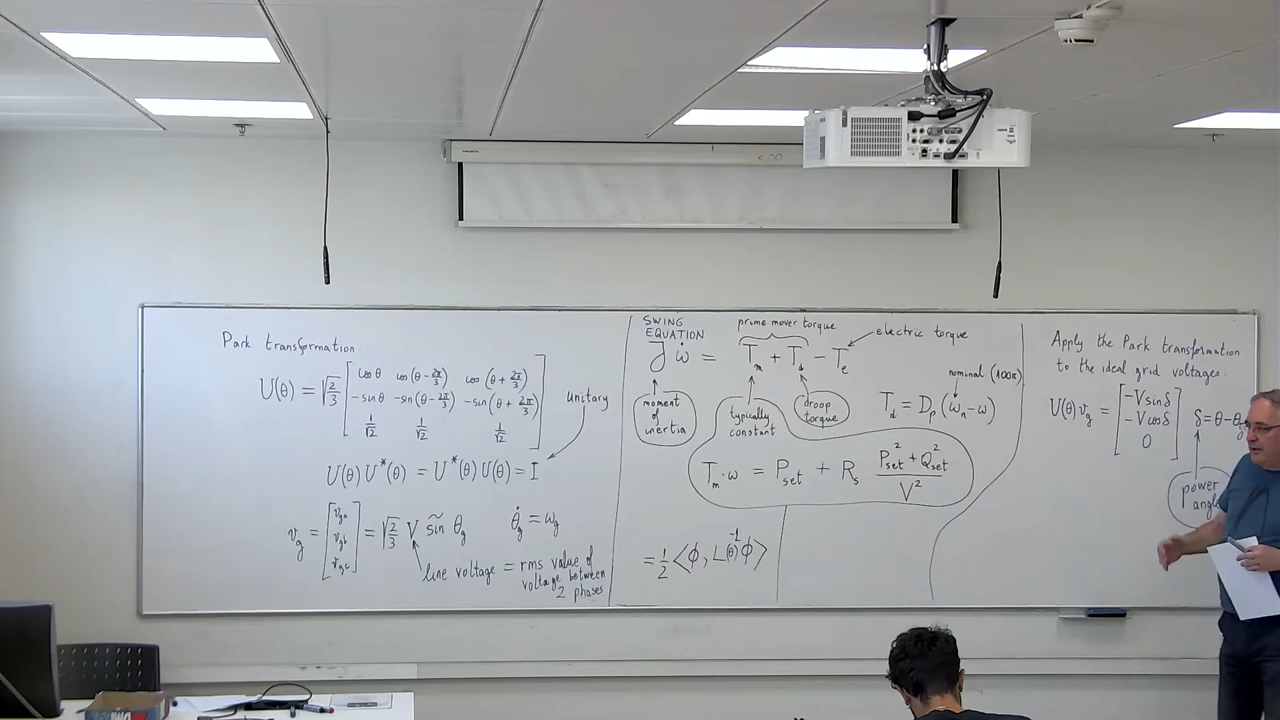 Park transformation
U(θ) = √(2/3) [ cos θ   cos(θ - 2π/3)   cos(θ + 2π/3)
-sin θ   -sin(θ - 2π/3)   -sin(θ + 2π/3)
1/√2   1/√2   1/√2 ]
Unitary
U(θ) U*(θ) = U*(θ) U(θ) = I
v_g = [ v_ga v_gb v_gc ] = √(2/3) V s̃in θ_g   θ̇_g = ω_g
line voltage = rms value of
voltage between
2 phases
SWING
EQUATION
prime mover torque
electric torque
J ω̇ = T_m + T_d - T_e
moment
of
inertia
typically
constant
droop
torque
nominal (100π)
T_d = D_p (ω_n - ω)
T_m · ω = P_set + R_s (P²_set + Q²_set) / V²
= 1/2 ⟨ϕ, L(θ)⁻¹ ϕ⟩
Apply the Park transformation
to the ideal grid voltages.
U(θ) v_g = [ -V sin δ
-V cos δ
0 ]
δ = θ - θ_g
power
angle